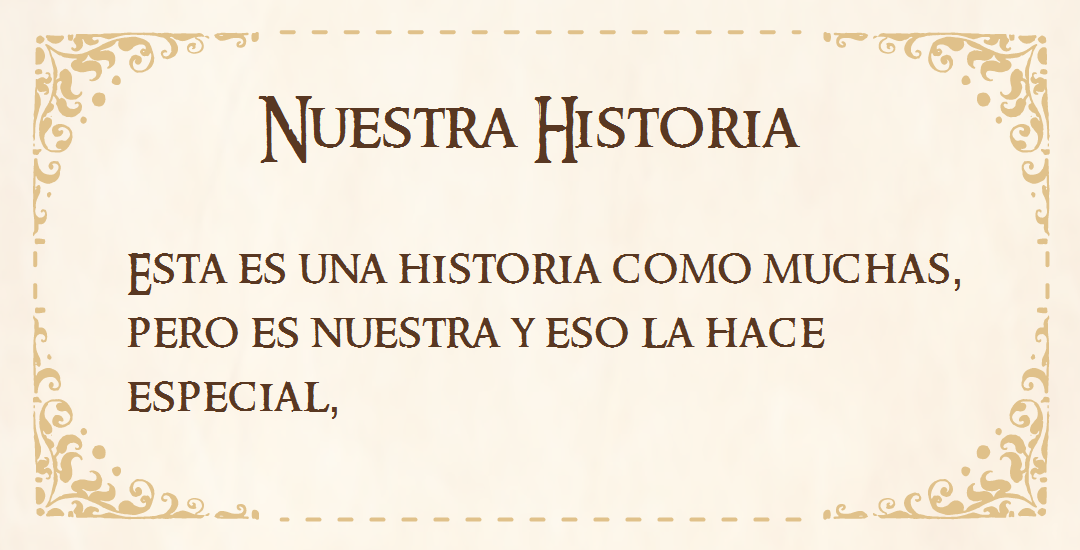 Nuestra Historia
Esta es una historia como muchas,
pero es nuestra y eso la hace
especial,